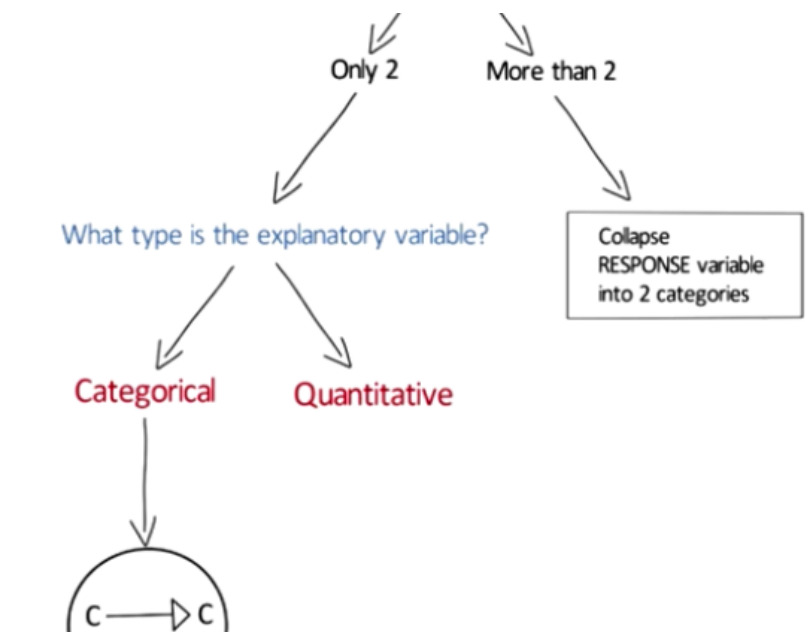 Only 2
More than 2
What type is the explanatory variable?
Collapse
RESPONSE variable
into 2 categories
Categorical
Quantitative
C C